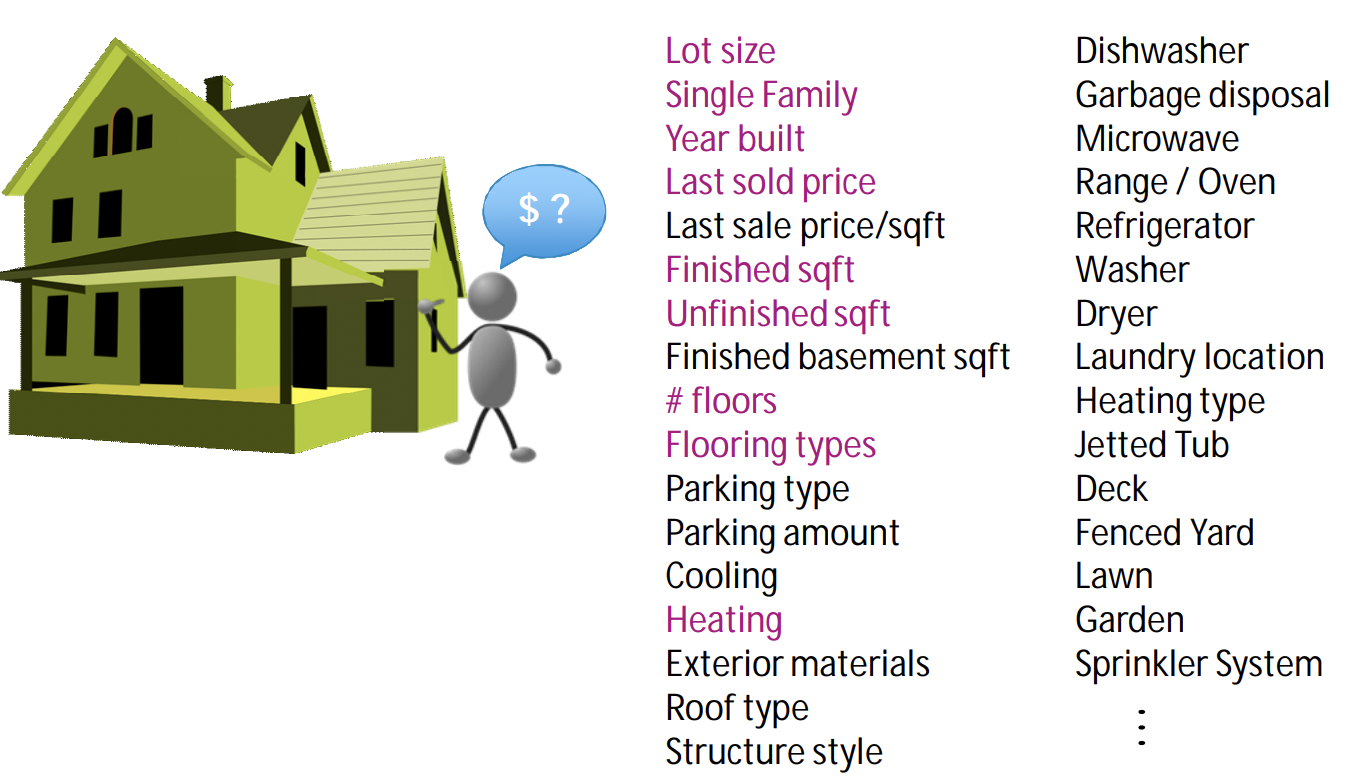 $ ?
Lot size
Single Family
Year built
Last sold price
Last sale price/sqft
Finished sqft
Unfinished sqft
Finished basement sqft
# floors
Flooring types
Parking type
Parking amount
Cooling
Heating
Exterior materials
Roof type
Structure style
Dishwasher
Garbage disposal
Microwave
Range / Oven
Refrigerator
Washer
Dryer
Laundry location
Heating type
Jetted Tub
Deck
Fenced Yard
Lawn
Garden
Sprinkler System
⋮